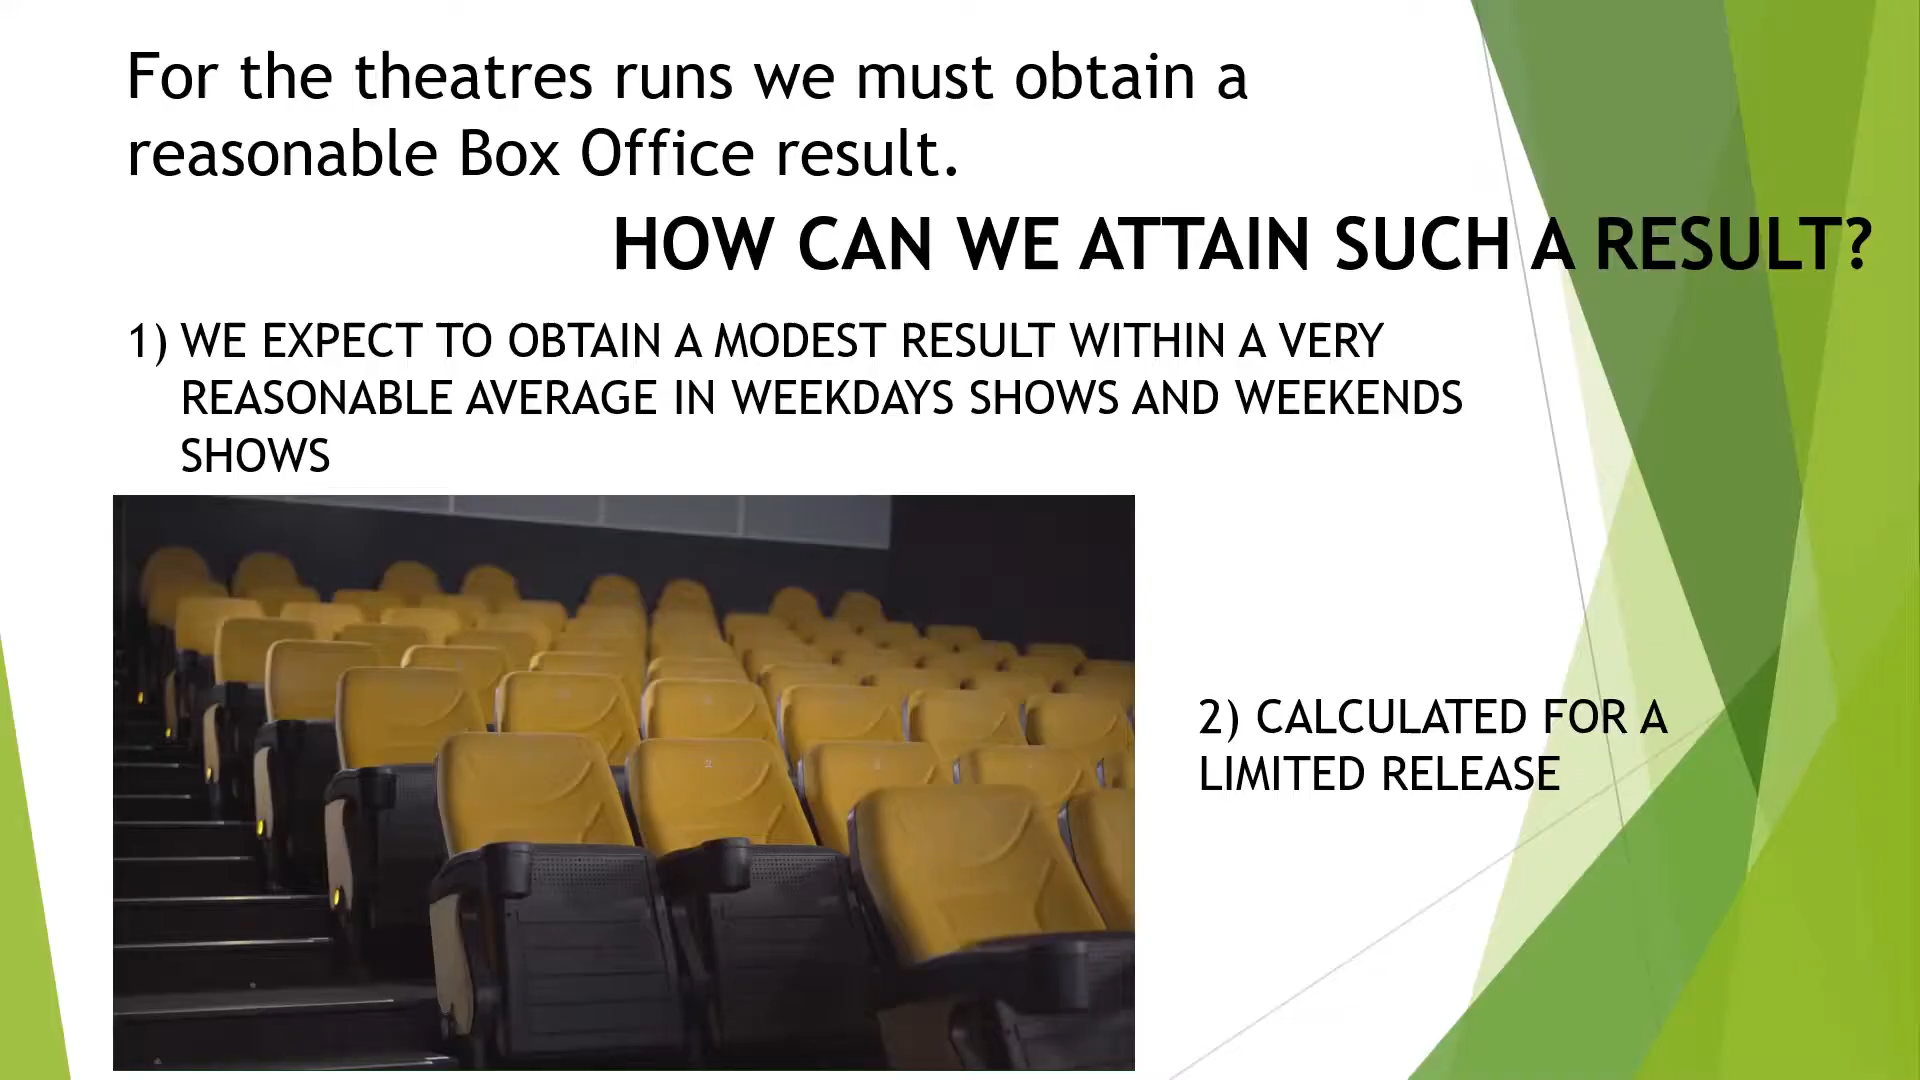 For the theatres runs we must obtain a
reasonable Box Office result.
HOW CAN WE ATTAIN SUCH A RESULT?
1) WE EXPECT TO OBTAIN A MODEST RESULT WITHIN A VERY
REASONABLE AVERAGE IN WEEKDAYS SHOWS AND WEEKENDS
SHOWS
2) CALCULATED FOR A
LIMITED RELEASE